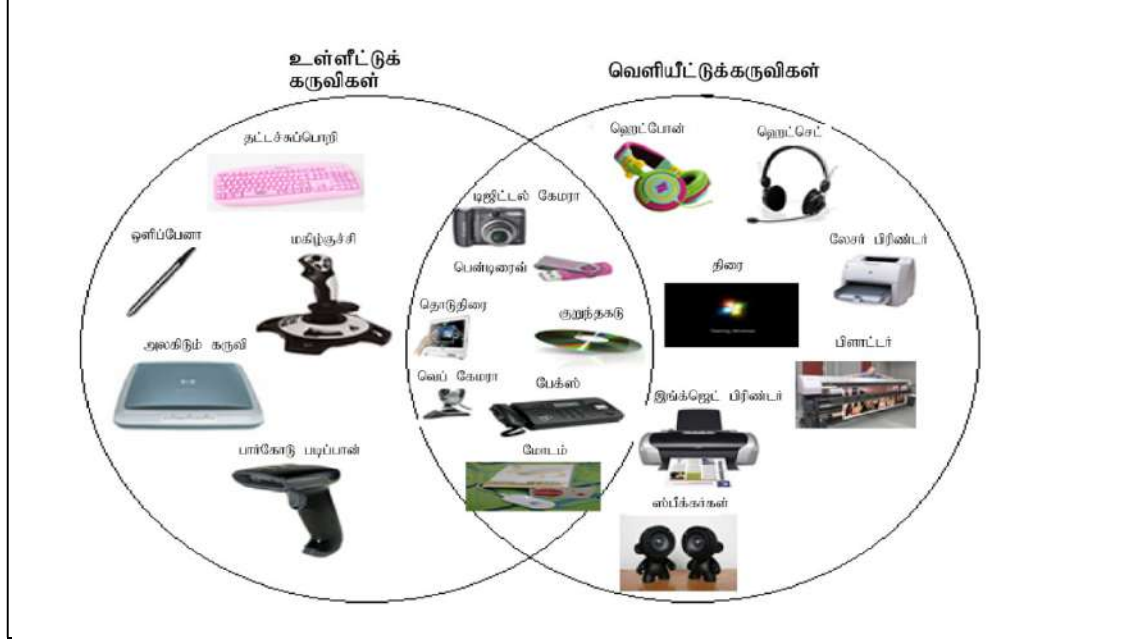 உள்ளீட்டுக்
கருவிகள்
வெளியீட்டுக்கருவிகள்
தட்டச்சுப்பொறி
ஒளிப்பேனா
மகிழ்குச்சி
அலகிடும் கருவி
பார்கோடு படிப்பான்
டிஜிட்டல் கேமரா
பென்டிரைவ்
தொடுதிரை
குறுந்தகடு
வெப் கேமரா
பேக்ஸ்
மோடம்
ஹெட்போன்
ஹெட்செட்
லேசர் பிரிண்டர்
திரை
பிளாட்டர்
இங்க்ஜெட் பிரிண்டர்
ஸ்பீக்கர்கள்